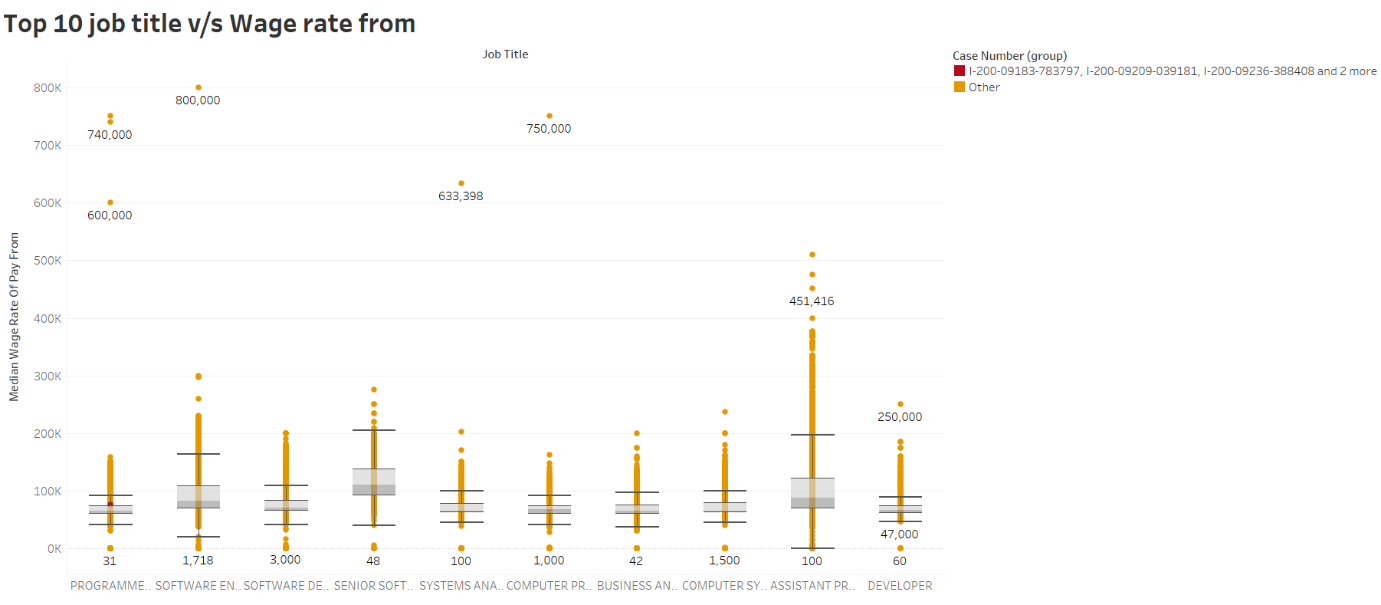 Top 10 job title v/s Wage rate from
Job Title
Case Number (group)
I-200-09183-783797, I-200-09209-039181, I-200-09236-388408 and 2 more
Other
Median Wage Rate Of Pay From
800K
700K
600K
500K
400K
300K
200K
100K
0K
740,000
600,000
800,000
633,398
750,000
451,416
250,000
47,000
31
1,718
3,000
48
100
1,000
42
1,500
100
60
PROGRAMME..
SOFTWARE EN..
SOFTWARE DE..
SENIOR SOFT..
SYSTEMS ANA..
COMPUTER PR..
BUSINESS AN..
COMPUTER SY..
ASSISTANT PR..
DEVELOPER